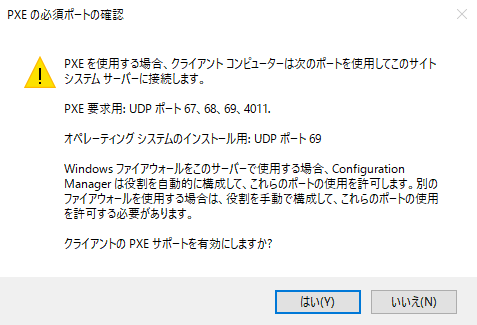 PXE の必須ポートの確認
PXE を使用する場合、クライアント コンピューターは次のポートを使用してこのサイト
システム サーバーに接続します。
PXE 要求用: UDP ポート 67、68、69、4011.
オペレーティング システムのインストール用: UDP ポート 69
Windows ファイアウォールをこのサーバーで使用する場合、Configuration
Manager は役割を自動的に構成して、これらのポートの使用を許可します。別の
ファイアウォールを使用する場合は、役割を手動で構成して、これらのポートの使用
を許可する必要があります。
クライアントの PXE サポートを有効にしますか?
はい(Y)
いいえ(N)